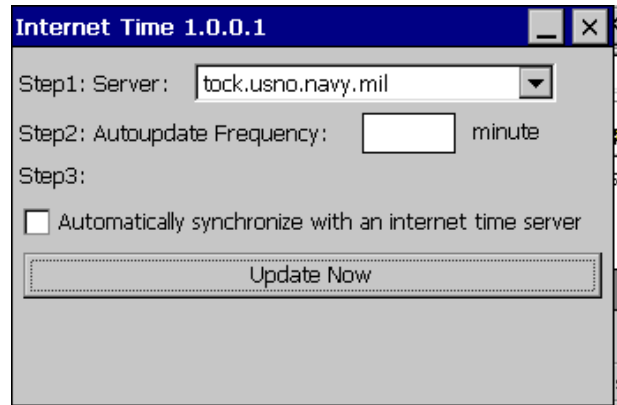 Internet Time 1.0.0.1
Step1: Server: tock.usno.navy.mil
Step2: Autoupdate Frequency: minute
Step3:
Automatically synchronize with an internet time server
Update Now